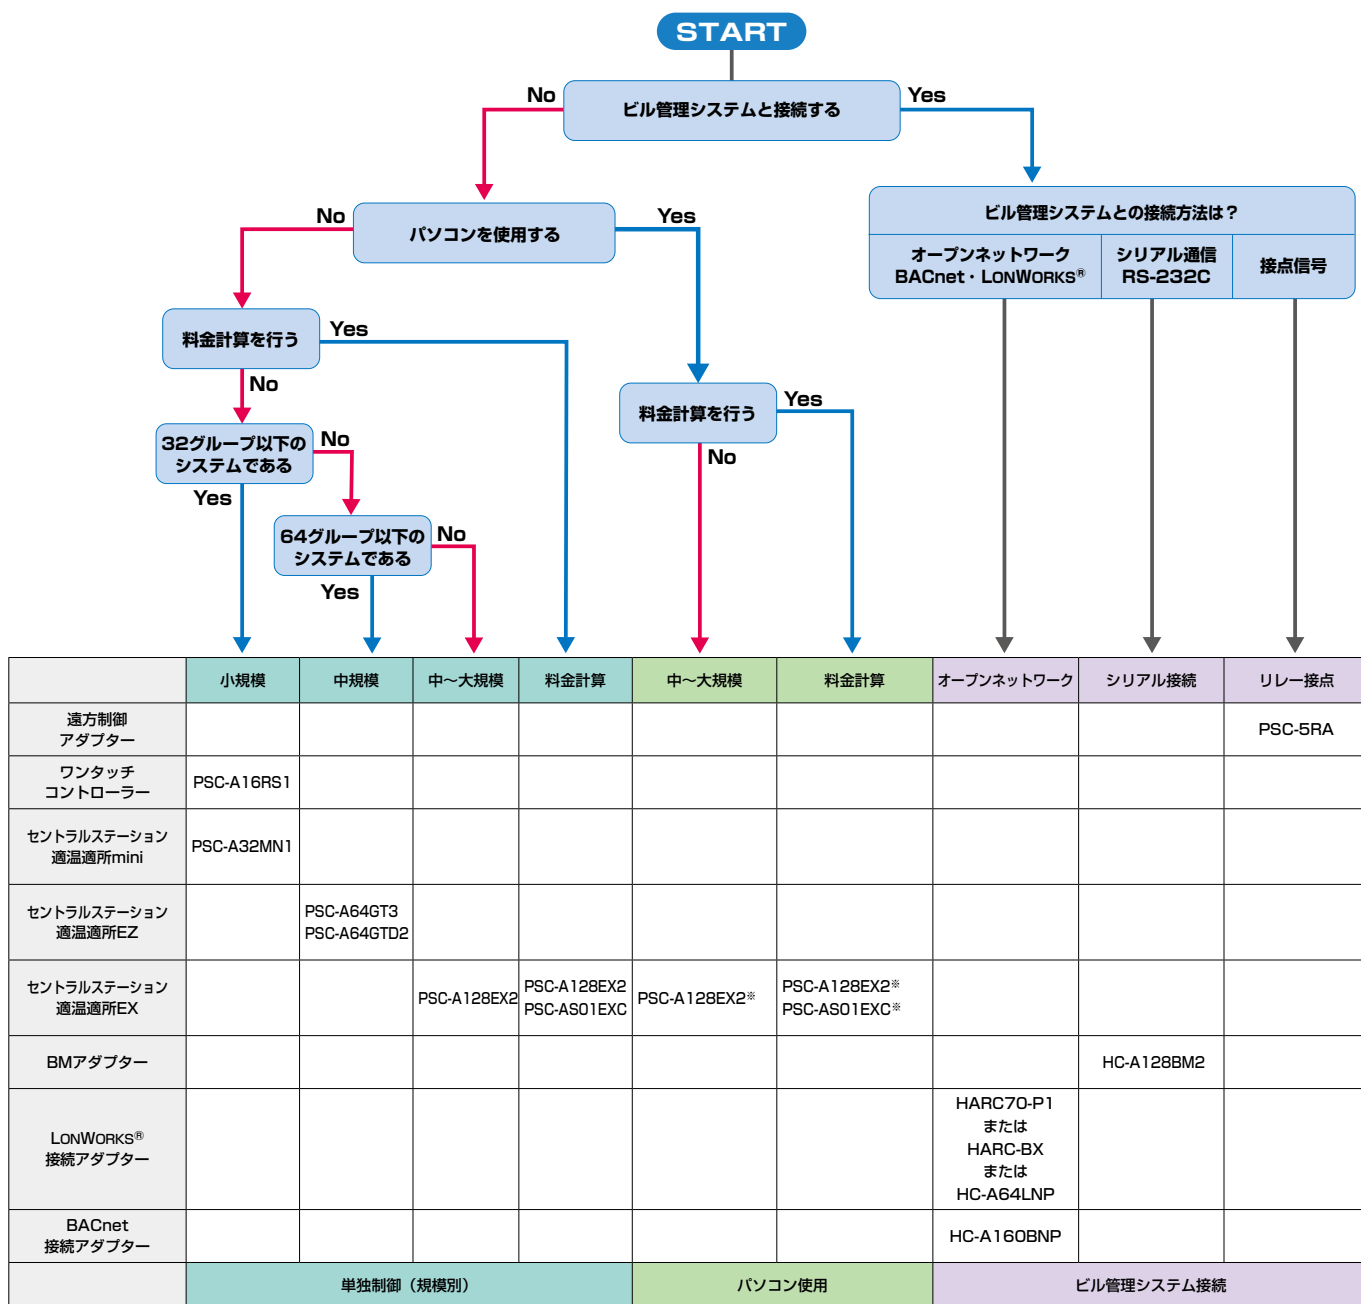 START
No
Yes
ビル管理システムと接続する
No
Yes
パソコンを使用する
ビル管理システムとの接続方法は？
オープンネットワーク
BACnet・LONWORKS®
シリアル通信
RS-232C
接点信号
料金計算を行う
Yes
No
料金計算を行う
Yes
No
32グループ以下の
システムである
No
Yes
64グループ以下の
システムである
No
Yes
小規模 中規模 中～大規模 料金計算 中～大規模 料金計算 オープンネットワーク シリアル接続 リレー接点
遠方制御
アダプター
PSC-5RA
ワンタッチ
コントローラー
PSC-A16RS1
セントラルステーション
適温適所mini
PSC-A32MN1
セントラルステーション
適温適所EZ
PSC-A64GT3
PSC-A64GTD2
セントラルステーション
適温適所EX
PSC-A128EX2
PSC-A128EX2
PSC-AS01EXC
PSC-A128EX2※
PSC-A128EX2※
PSC-AS01EXC※
BMアダプター
HC-A128BM2
LONWORKS®
接続アダプター
HARC70-P1
または
HARC-BX
または
HC-A64LNP
BACnet
接続アダプター
HC-A160BNP
単独制御（規模別） パソコン使用 ビル管理システム接続